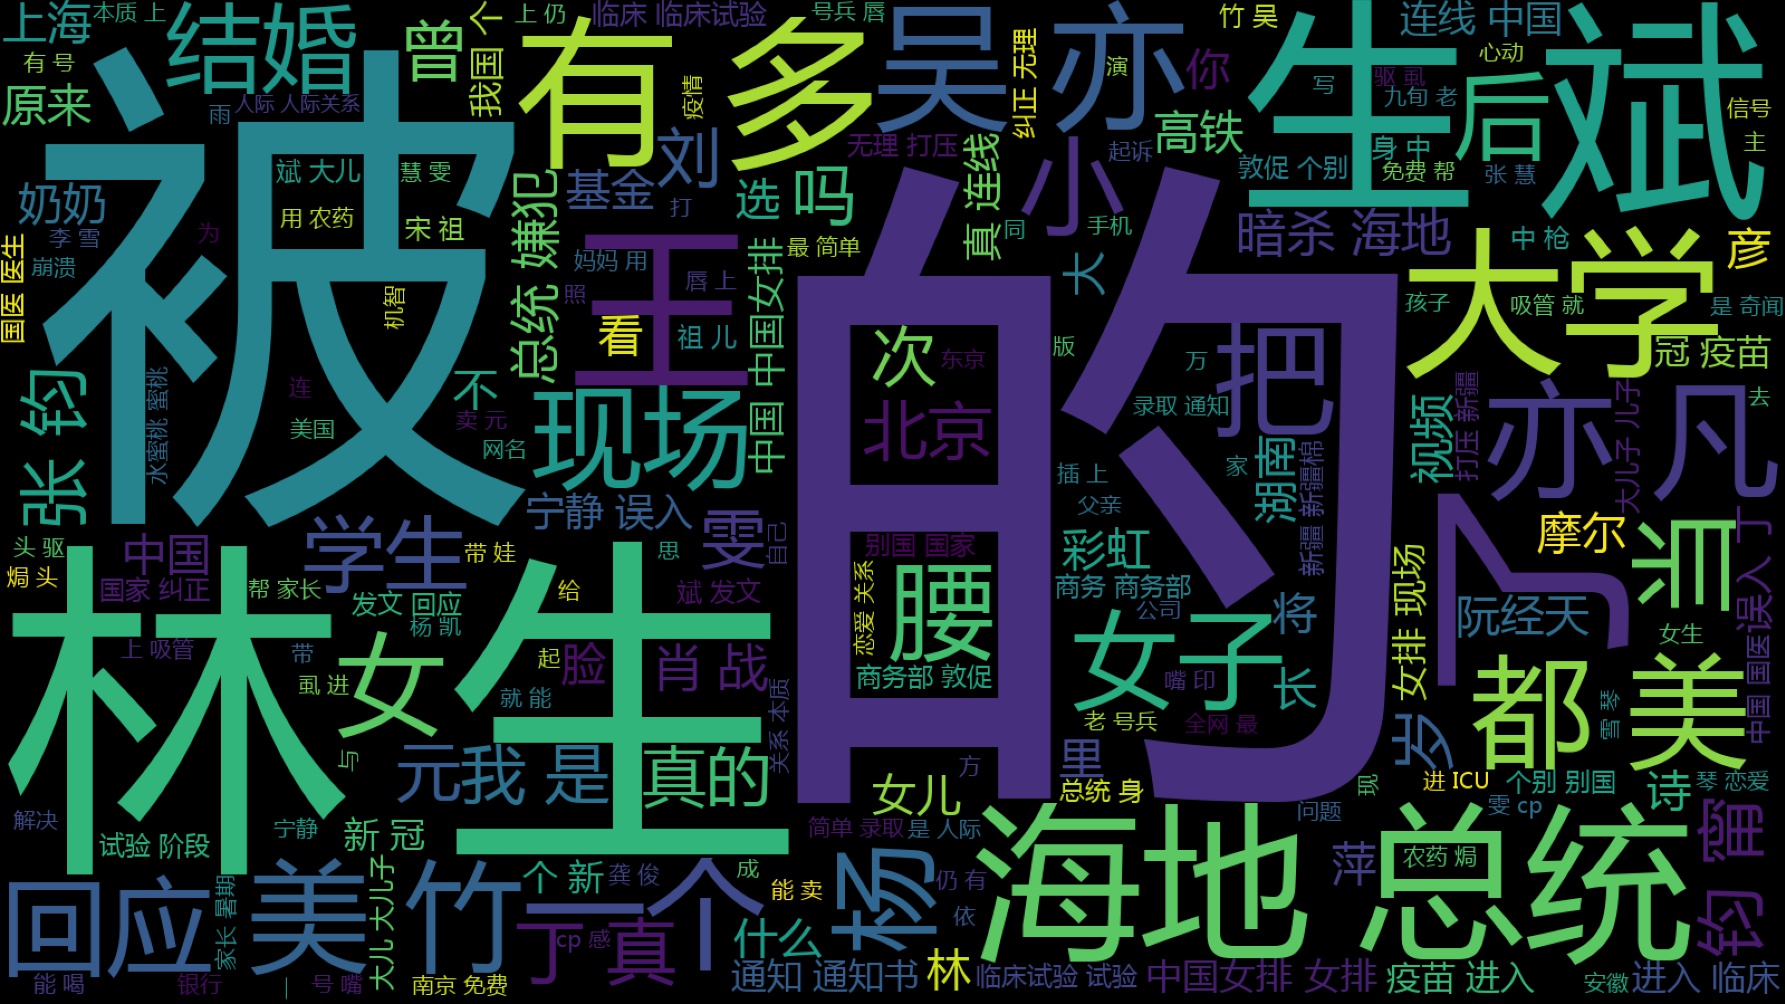 上海
本质 上
结婚
曾
我国 个
上 仍
临床 临床试验
号兵 唇
吴 亦
竹 吴
连线 中国
有 号
原来
雨
人际 人际关系
有 多
疫情
纠正 无理
演
你
生 斌
心动
后
驱 虱
写
九旬 老
信号
主
被
奶奶
李 雪
崩溃
国医 医生
斌 大儿
慧 雯
用 农药
为
宋 祖
机智
总统 嫌犯
基金
刘
打
无理 打压
选
吗
最 简单
真 连线
小
起诉
高铁
敦促 个别
身 中
免费 帮
张 慧
同
手机
大
暗杀 海地
中 枪
彦
大学
孩子
吸管 就
是 奇闻
冠 疫苗
妈妈 用
照
王
看
唇 上
祖 儿
中国 中国女排
的
次
东京
北京
版
万
把
录取 通知
家
湖南
新疆 新疆棉
插 上
父亲
视频
打压 新疆
亦 凡
大儿子 儿子
去
张 钧
水蜜桃 蜜桃
连
美国
不
卖 元
网名
现场
宁静 误入
雯
自己
思
头 驱
焗 头
中国
国家 纠正
学生
带 娃
帮 家长
给
斌 发文
发文 回应
杨 凯
别国 国家
恋爱 关系
腰
商务部 敦促
彩虹
商务 商务部
公司
将
女子
长
嘴 印
老 号兵
全网 最
女排 现场
了
摩尔
误入 丁
阮经天
女生
中国 国医
林
生
上 吸管
带
虱 进
女
与
起
脸
肖 战
就 能
关系 本质
岁
都
美
雪 琴
元
我 是
真的
女儿
方
里
总统 身
现
进 ICU
个别 别国
诗
琴 恋爱
解决
试验 阶段
宁静
新 冠
简单 录取
是 人际
问题
雯 cp
甯
海地
总统
萍
农药 焗
钧
回应
家长 暑期
美 竹
大儿 大儿子
个 新
龚 俊
一个
成
能 卖
丁 真
cp 感
什么
杨
仍 有
依
能 喝
银行
号 嘴
南京 免费
通知 通知书
林
临床试验 试验
中国女排 女排
疫苗 进入
安徽
进入 临床